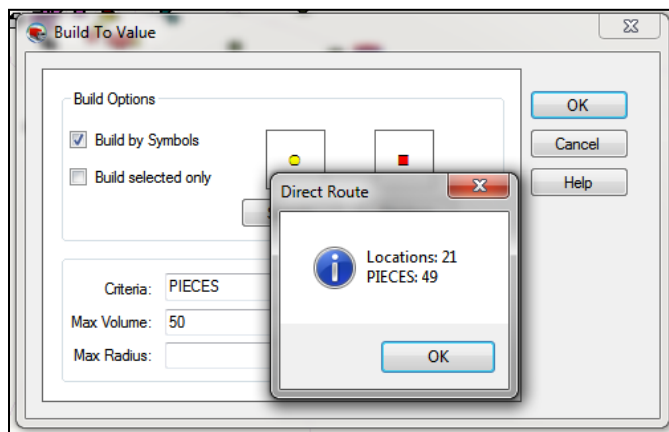 Build To Value
Build Options
Build by Symbols
Build selected only
OK
Cancel
Help
Criteria: PIECES
Max Volume: 50
Max Radius:
Direct Route
Locations: 21
PIECES: 49
OK